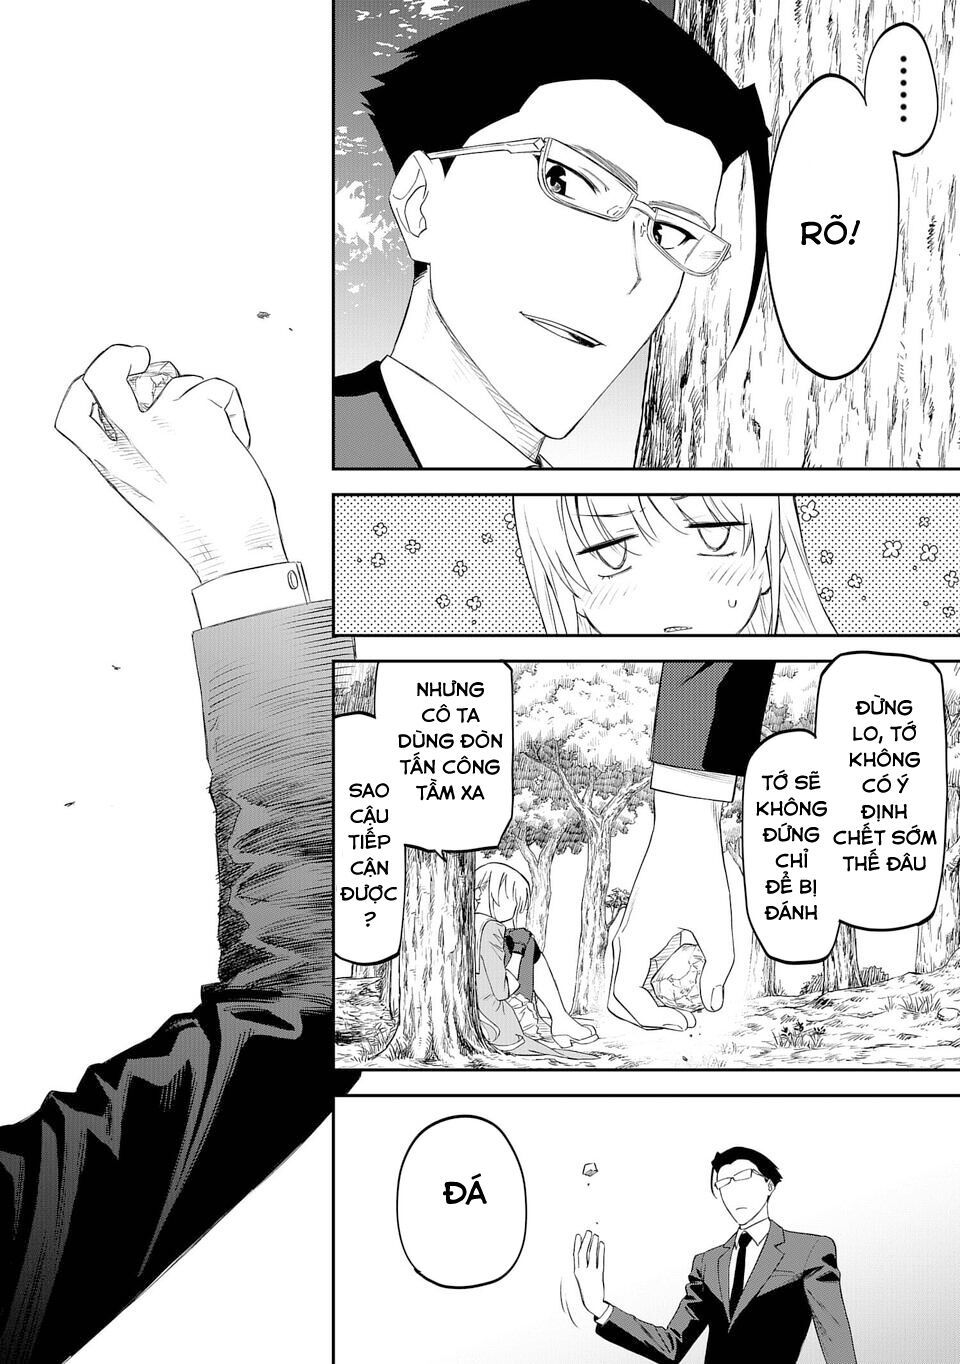 ......
RÕ!
ĐỪNG
LO, TỚ
KHÔNG
CÓ Ý
ĐỊNH
CHẾT SỚM
THẾ ĐÂU
TỚ SẼ
KHÔNG
ĐỨNG
CHỈ
ĐỂ BỊ
ĐÁNH
NHƯNG
CÔ TA
DÙNG ĐÒN
TẤN CÔNG
TẦM XA
SAO
CẬU
TIẾP
CẬN
ĐƯỢC
?
ĐÁ